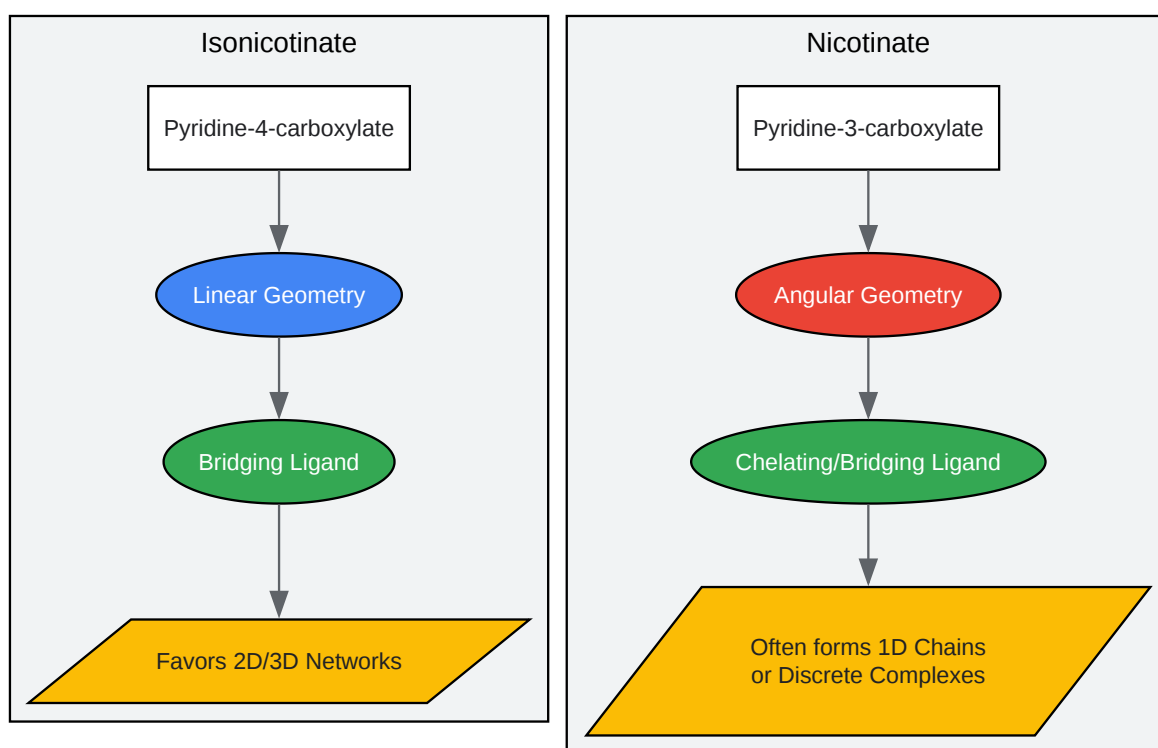 Isonicotinate
Pyridine-4-carboxylate
Linear Geometry
Bridging Ligand
Favors 2D/3D Networks
Nicotinate
Pyridine-3-carboxylate
Angular Geometry
Chelating/Bridging Ligand
Often forms 1D Chains
or Discrete Complexes